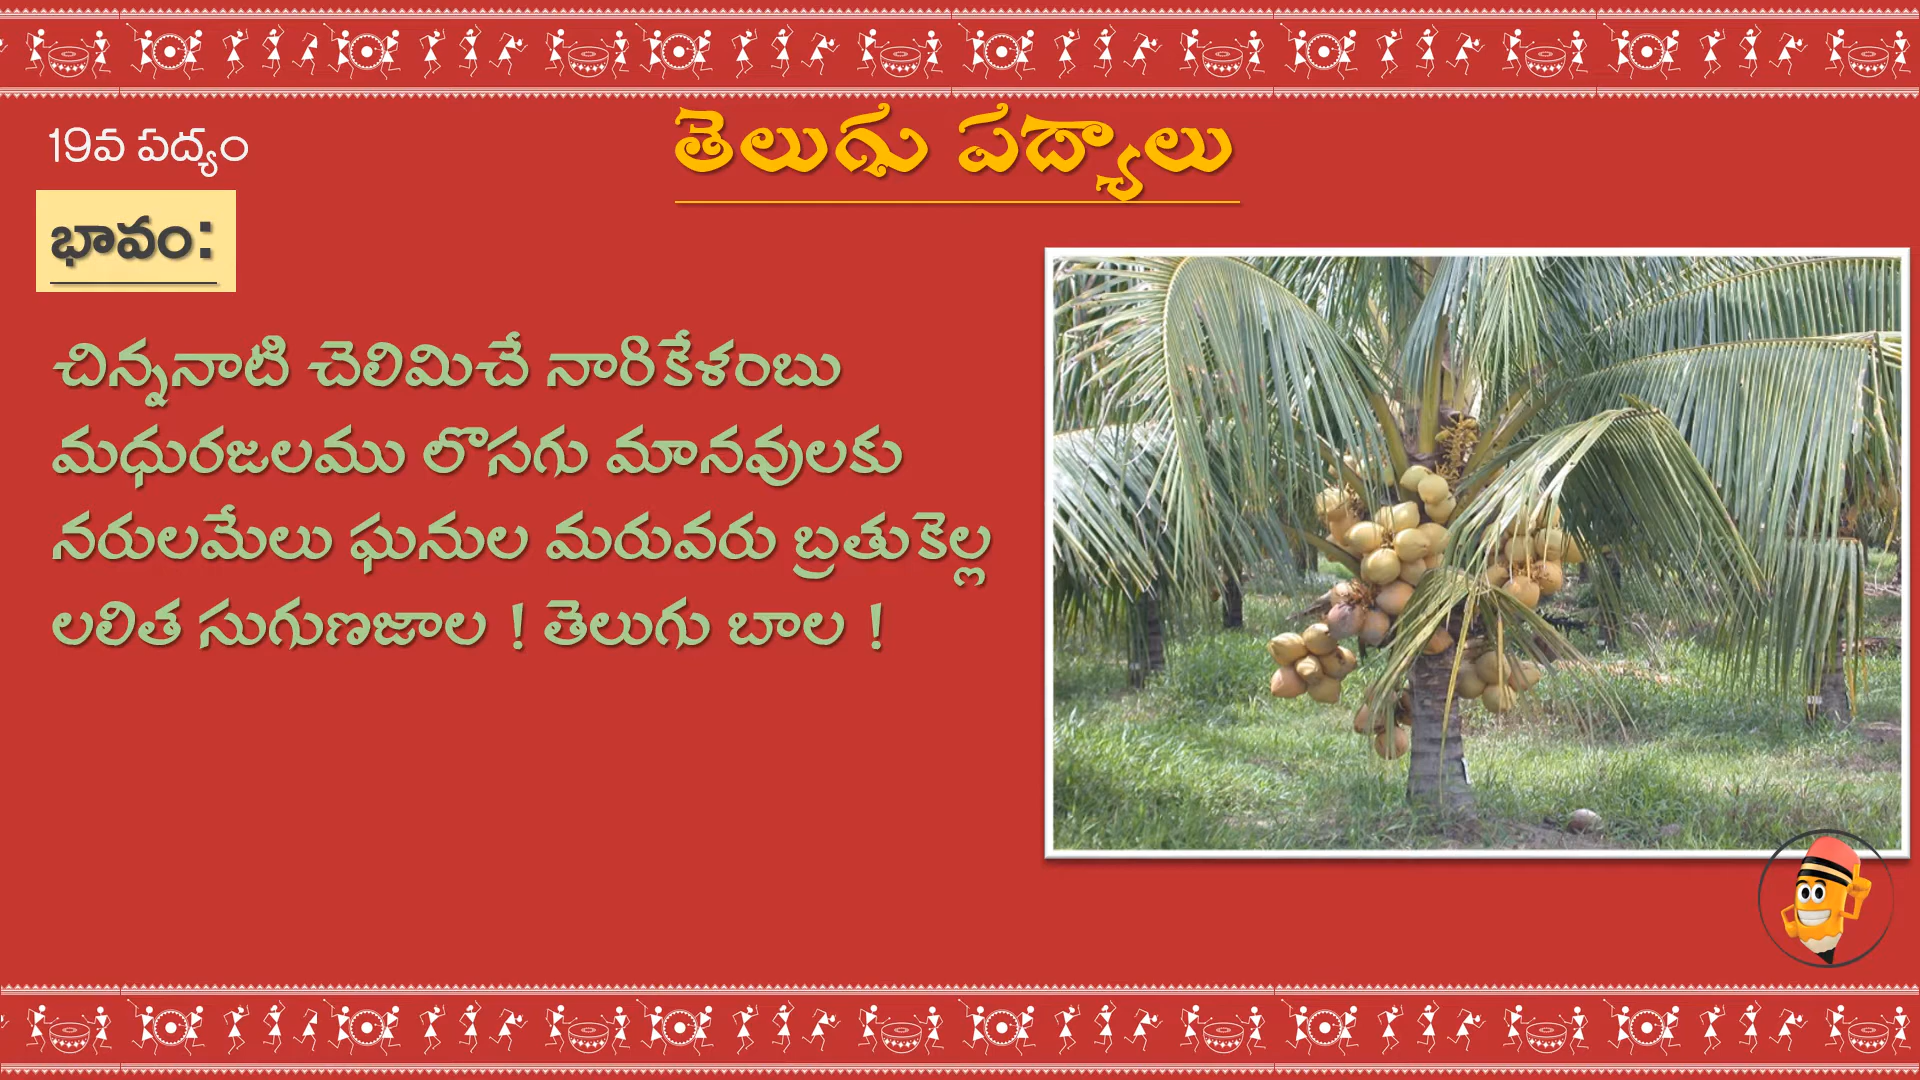 తెలుగు పద్యాలు
19వ పద్యం
భావం:
చిన్ననాటి చెలిమిచే నారికేళంబు
మధురజలము లొసగు మానవులకు
నరులమేలు ఘనుల మరువరు బ్రతుకెల్ల
లలిత సుగుణజాల ! తెలుగు బాల !